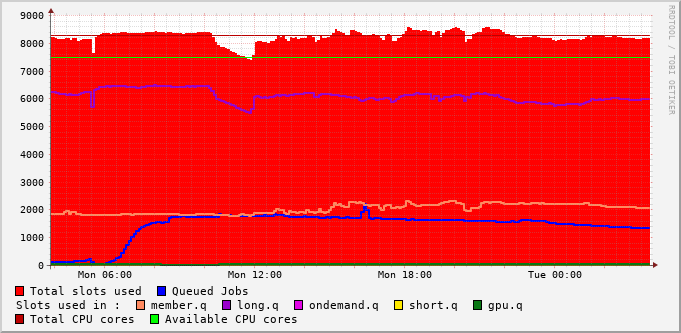 9000
8000
7000
6000
5000
4000
3000
2000
1000
0
Mon 06:00 Mon 12:00 Mon 18:00 Tue 00:00
RRDTOOL / TOBI OETIKER
Total slots used Queued Jobs
Slots used in : member.q long.q ondemand.q short.q gpu.q
Total CPU cores Available CPU cores